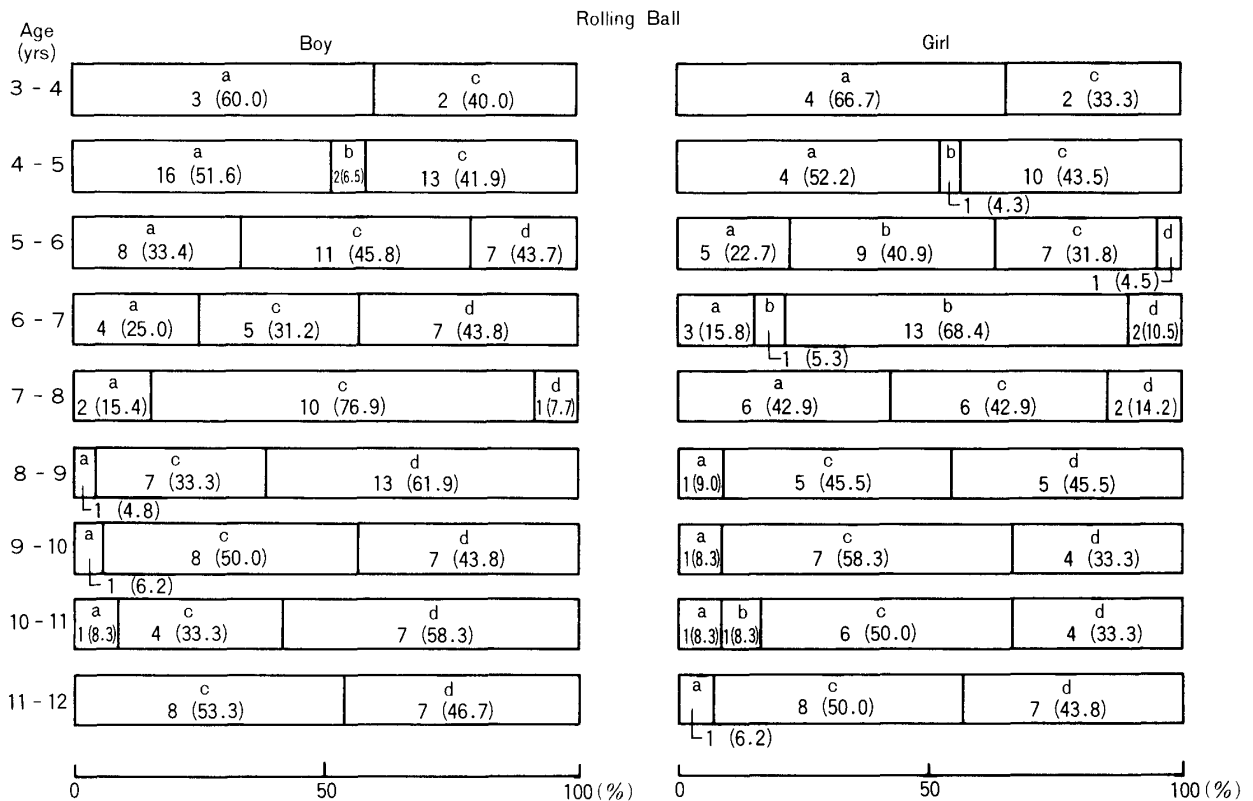 Rolling Ball
Age
(yrs)
Boy
Girl
3 - 4
a
3 (60.0)
c
2 (40.0)
a
4 (66.7)
c
2 (33.3)
4 - 5
a
16 (51.6)
b
2(6.5)
c
13 (41.9)
a
4 (52.2)
b
1 (4.3)
c
10 (43.5)
5 - 6
a
8 (33.4)
c
11 (45.8)
d
7 (43.7)
a
5 (22.7)
b
9 (40.9)
c
7 (31.8)
d
1 (4.5)
6 - 7
a
4 (25.0)
c
5 (31.2)
d
7 (43.8)
a
3(15.8)
b
1 (5.3)
b
13 (68.4)
d
2(10.5)
7 - 8
a
2 (15.4)
c
10 (76.9)
d
1(7.7)
a
6 (42.9)
c
6 (42.9)
d
2(14.2)
8 - 9
a
1 (4.8)
c
7 (33.3)
d
13 (61.9)
a
1(9.0)
c
5 (45.5)
d
5 (45.5)
9 - 10
a
1 (6.2)
c
8 (50.0)
d
7 (43.8)
a
1(8.3)
c
7 (58.3)
d
4 (33.3)
10 - 11
a
1(8.3)
c
4 (33.3)
d
7 (58.3)
a
1(8.3)
b
1(8.3)
c
6 (50.0)
d
4 (33.3)
11 - 12
c
8 (53.3)
d
7 (46.7)
a
1 (6.2)
c
8 (50.0)
d
7 (43.8)
0 50 100 (%)
0 50 100 (%)